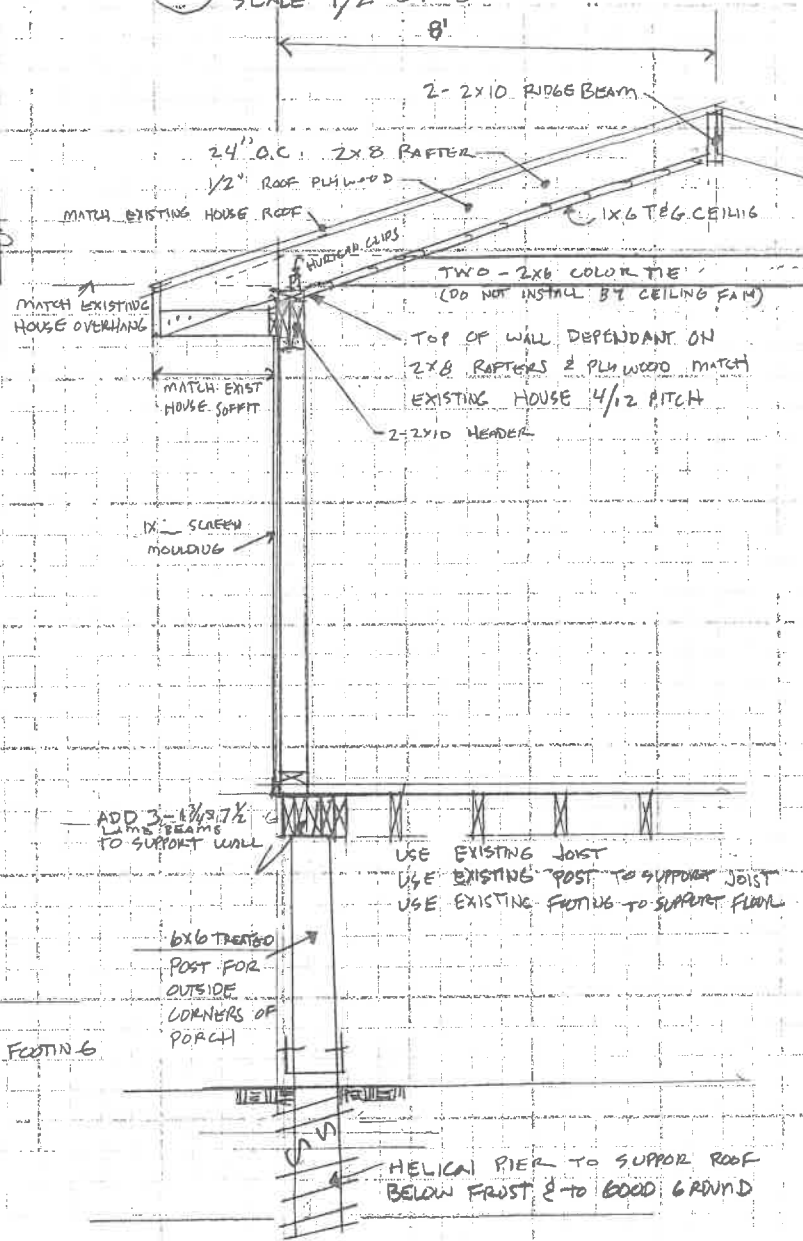 SCALE 1/2"
8'
2-2X10 RIDGE BEAM
24" O.C. 2X8 RAFTER
1/2" ROOF PLYWOOD
MATCH EXISTING HOUSE ROOF
HURICAN CLIPS
1X6 T&G CEILIG
MATCH EXISTING
HOUSE OVERHANG
TWO-2X6 COLOR TIE
(DO NOT INSTALL BY CEILING FAN)
TOP OF WALL DEPENDANT ON
2X8 RAFTERS & PLYWOOD MATCH
EXISTING HOUSE 4/12 PITCH
MATCH EXIST
HOUSE SOFFIT
2-2X10 HEADER
1X_ SCREEN
MOULDING
ADD 3-1 3/4 X 7 1/2
BEAMS
TO SUPPORT WALL
USE EXISTING JOIST
USE EXISTING POST TO SUPPORT JOIST
USE EXISTING FOOTING TO SUPPORT FLOOR
6X6 TREATED
POST FOR
OUTSIDE
CORNERS OF
PORCH
FOOTING
HELICAL PIER TO SUPPOR ROOF
BELOW FROST & TO GOOD GROUND